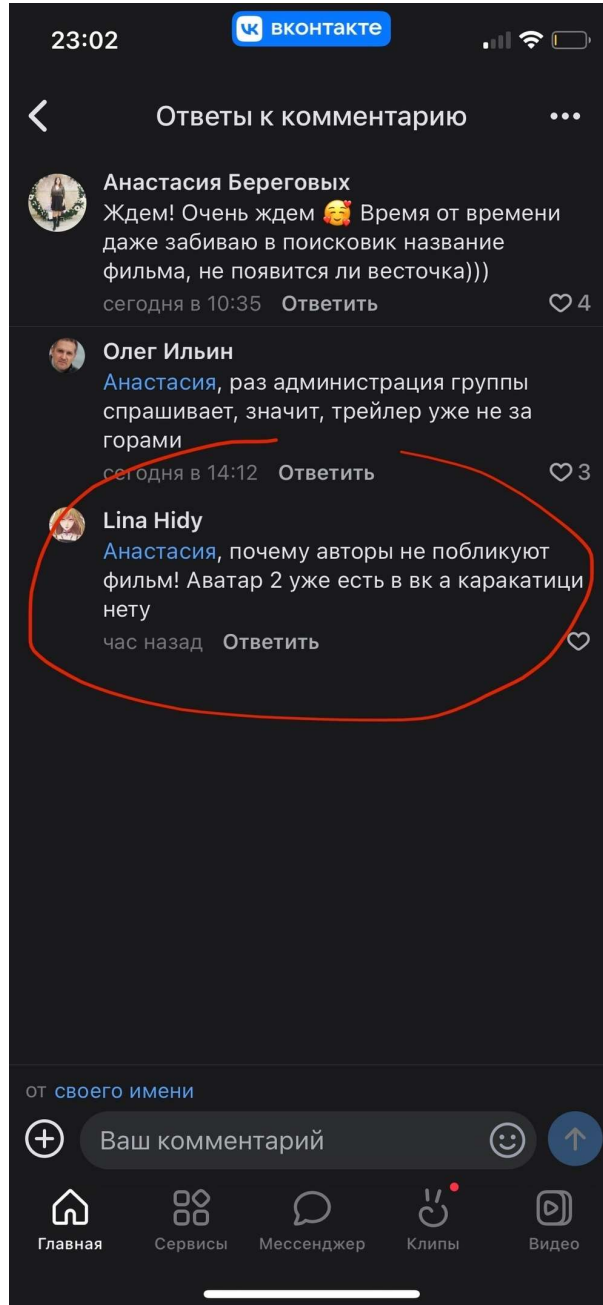 23:02
вконтакте
Ответы к комментарию
Анастасия Береговых
Ждем! Очень ждем 🥰 Время от времени
даже забиваю в поисковик название
фильма, не появится ли весточка)))
сегодня в 10:35 Ответить 4
Олег Ильин
Анастасия, раз администрация группы
спрашивает, значит, трейлер уже не за
горами
сегодня в 14:12 Ответить 3
Lina Hidy
Анастасия, почему авторы не побликуют
фильм! Аватар 2 уже есть в вк а каракатици
нету
час назад Ответить
от своего имени
Ваш комментарий
Главная Сервисы Мессенджер Клипы Видео